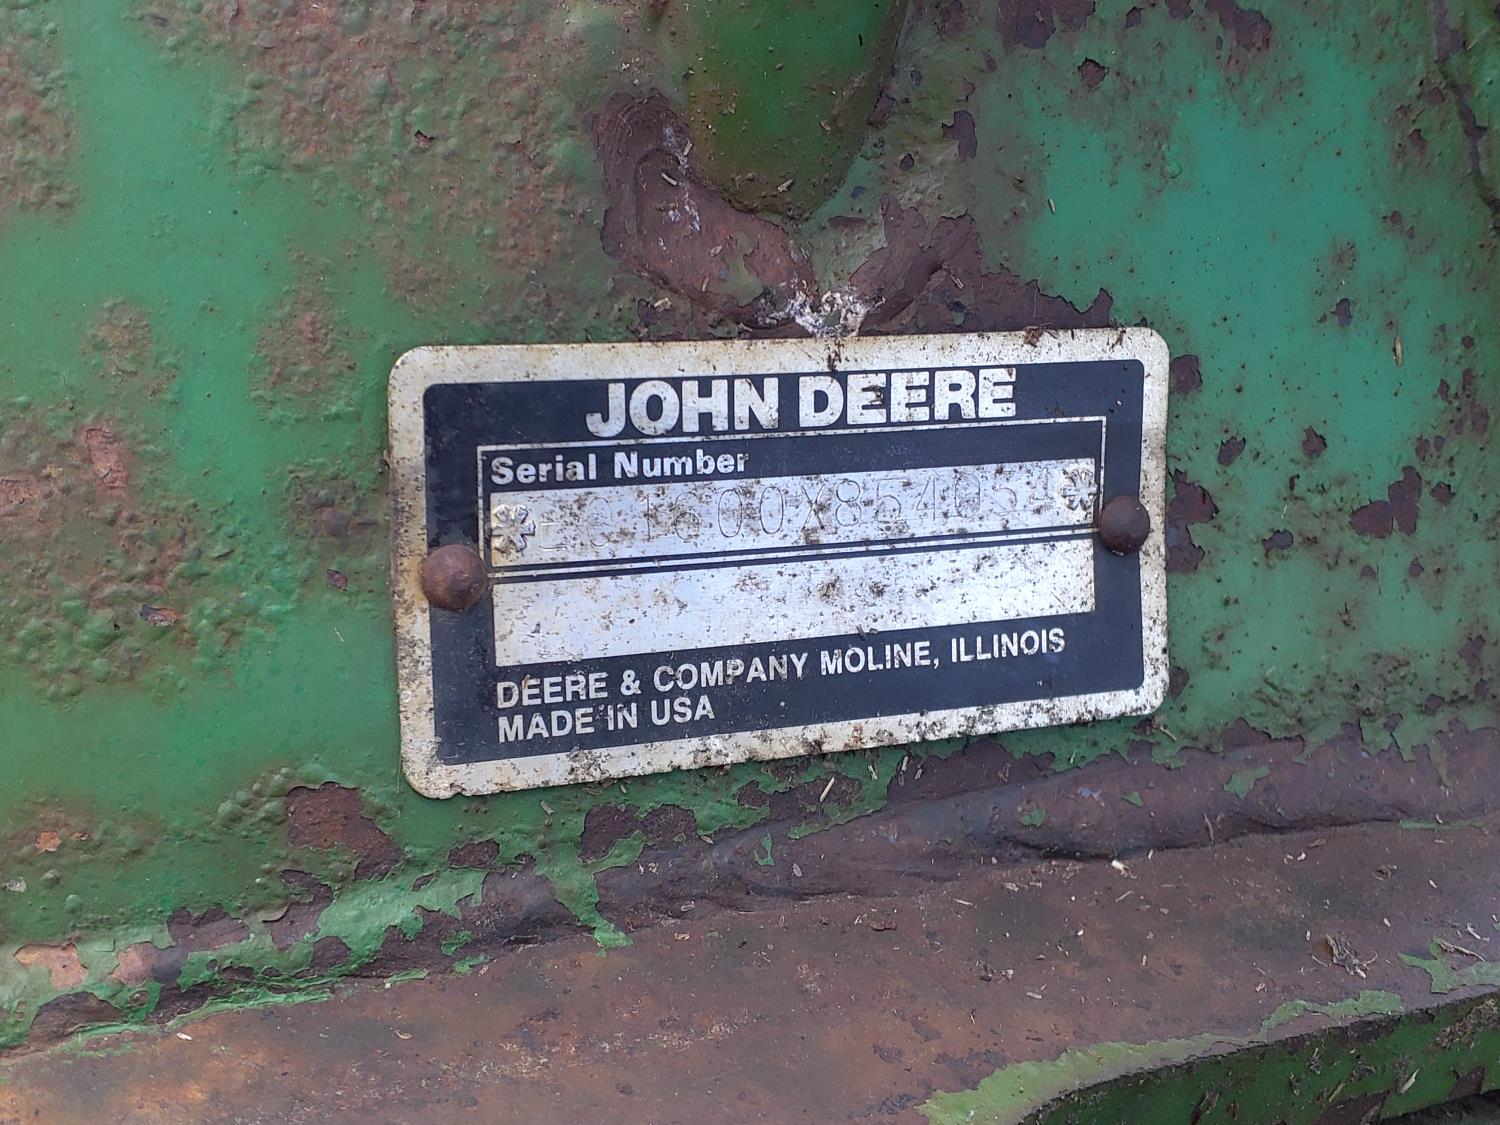 JOHN DEERE
Serial Number
DEERE & COMPANY MOLINE, ILLINOIS
MADE IN USA